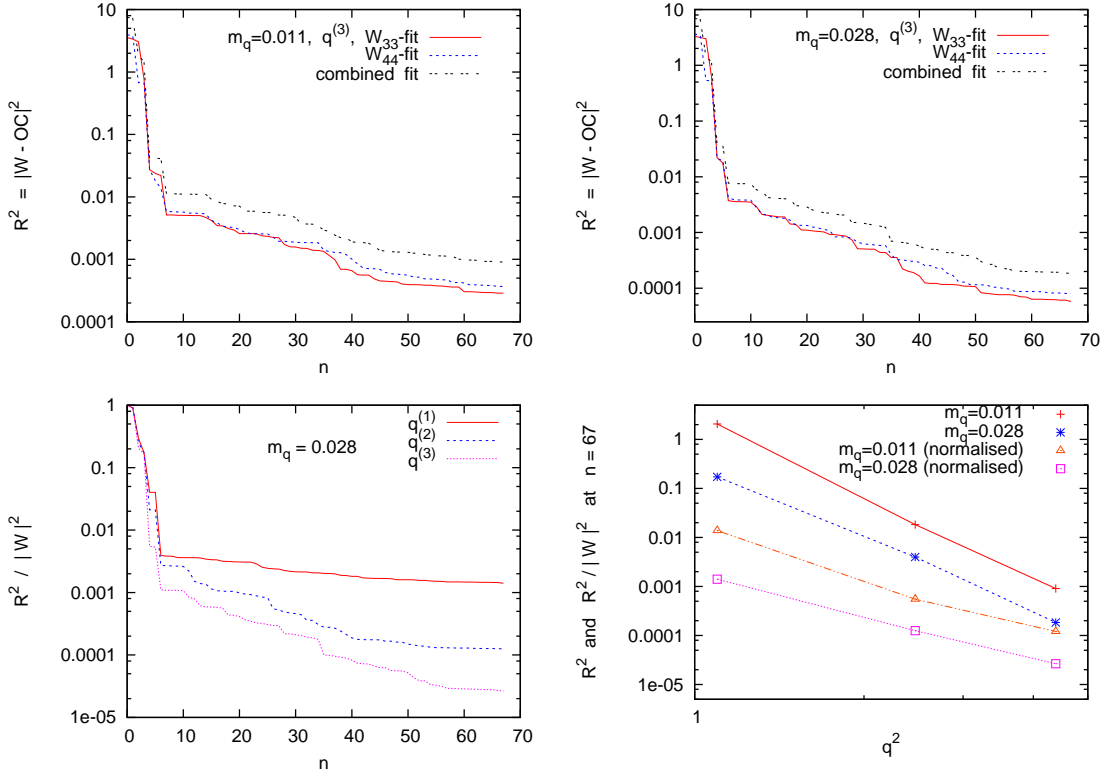 m_q=0.011, q^(3), W_33-fit
W_44-fit
combined fit
R^2 = |W - OC|^2
10
1
0.1
0.01
0.001
0.0001
0 10 20 30 40 50 60 70
n
m_q=0.028, q^(3), W_33-fit
W_44-fit
combined fit
R^2 = |W - OC|^2
10
1
0.1
0.01
0.001
0.0001
0 10 20 30 40 50 60 70
n
q^(1)
q^(2)
q^(3)
m_q = 0.028
R^2 / | W |^2
1
0.1
0.01
0.001
0.0001
1e-05
0 10 20 30 40 50 60 70
n
m_q=0.011
m_q=0.028
m_q=0.011 (normalised)
m_q=0.028 (normalised)
R^2 and R^2 / | W |^2 at n = 67
1
0.1
0.01
0.001
0.0001
1e-05
1
q^2